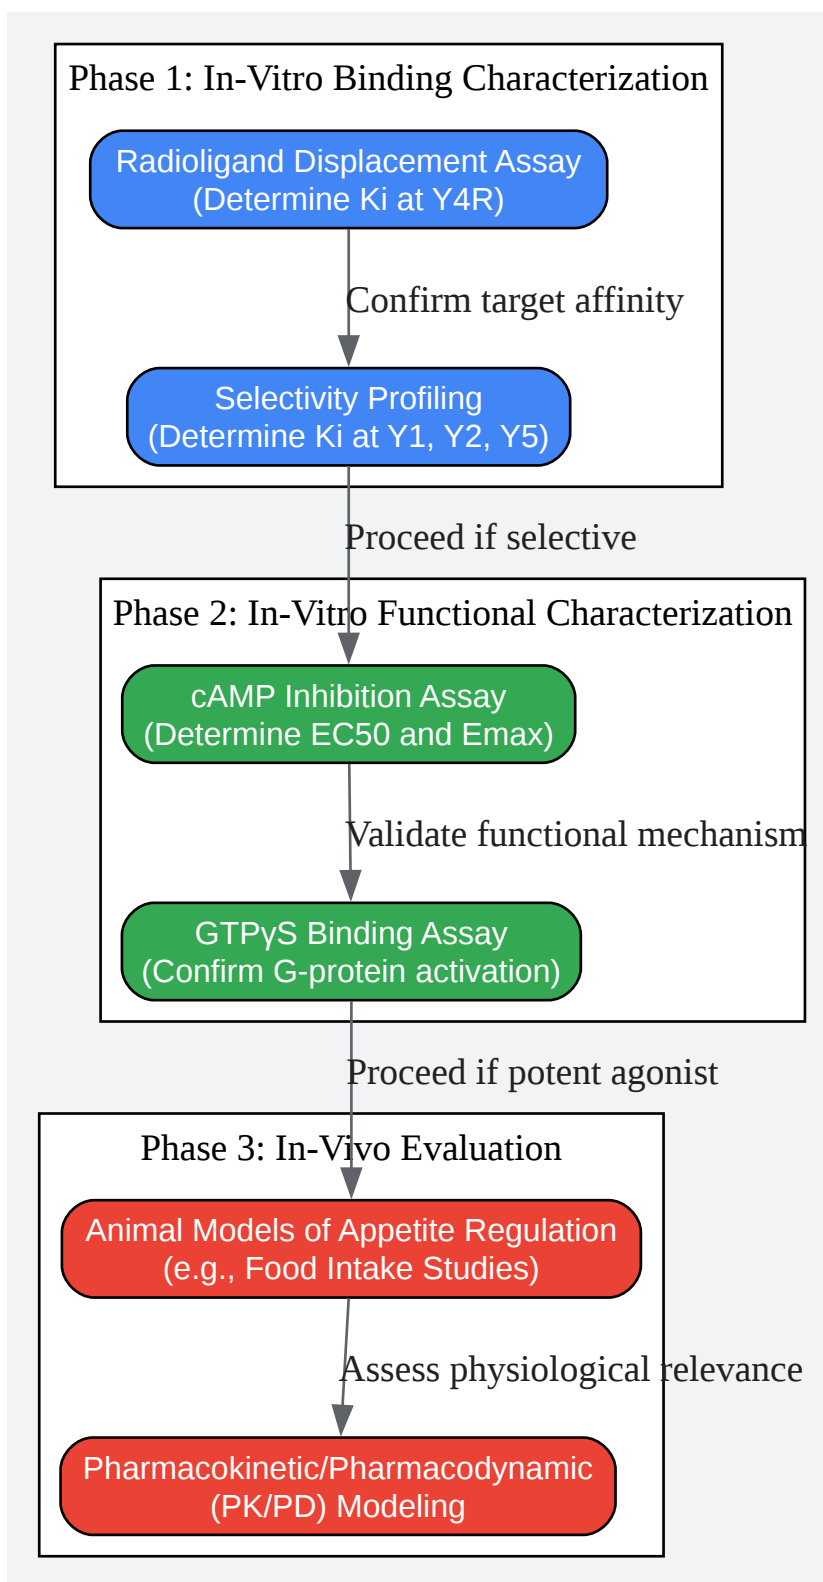 Phase 1: In-Vitro Binding Characterization
Radioligand Displacement Assay
(Determine Ki at Y4R)
Confirm target affinity
Selectivity Profiling
(Determine Ki at Y1, Y2, Y5)
Proceed if selective
Phase 2: In-Vitro Functional Characterization
cAMP Inhibition Assay
(Determine EC50 and Emax)
Validate functional mechanism
GTPγS Binding Assay
(Confirm G-protein activation)
Proceed if potent agonist
Phase 3: In-Vivo Evaluation
Animal Models of Appetite Regulation
(e.g., Food Intake Studies)
Assess physiological relevance
Pharmacokinetic/Pharmacodynamic
(PK/PD) Modeling